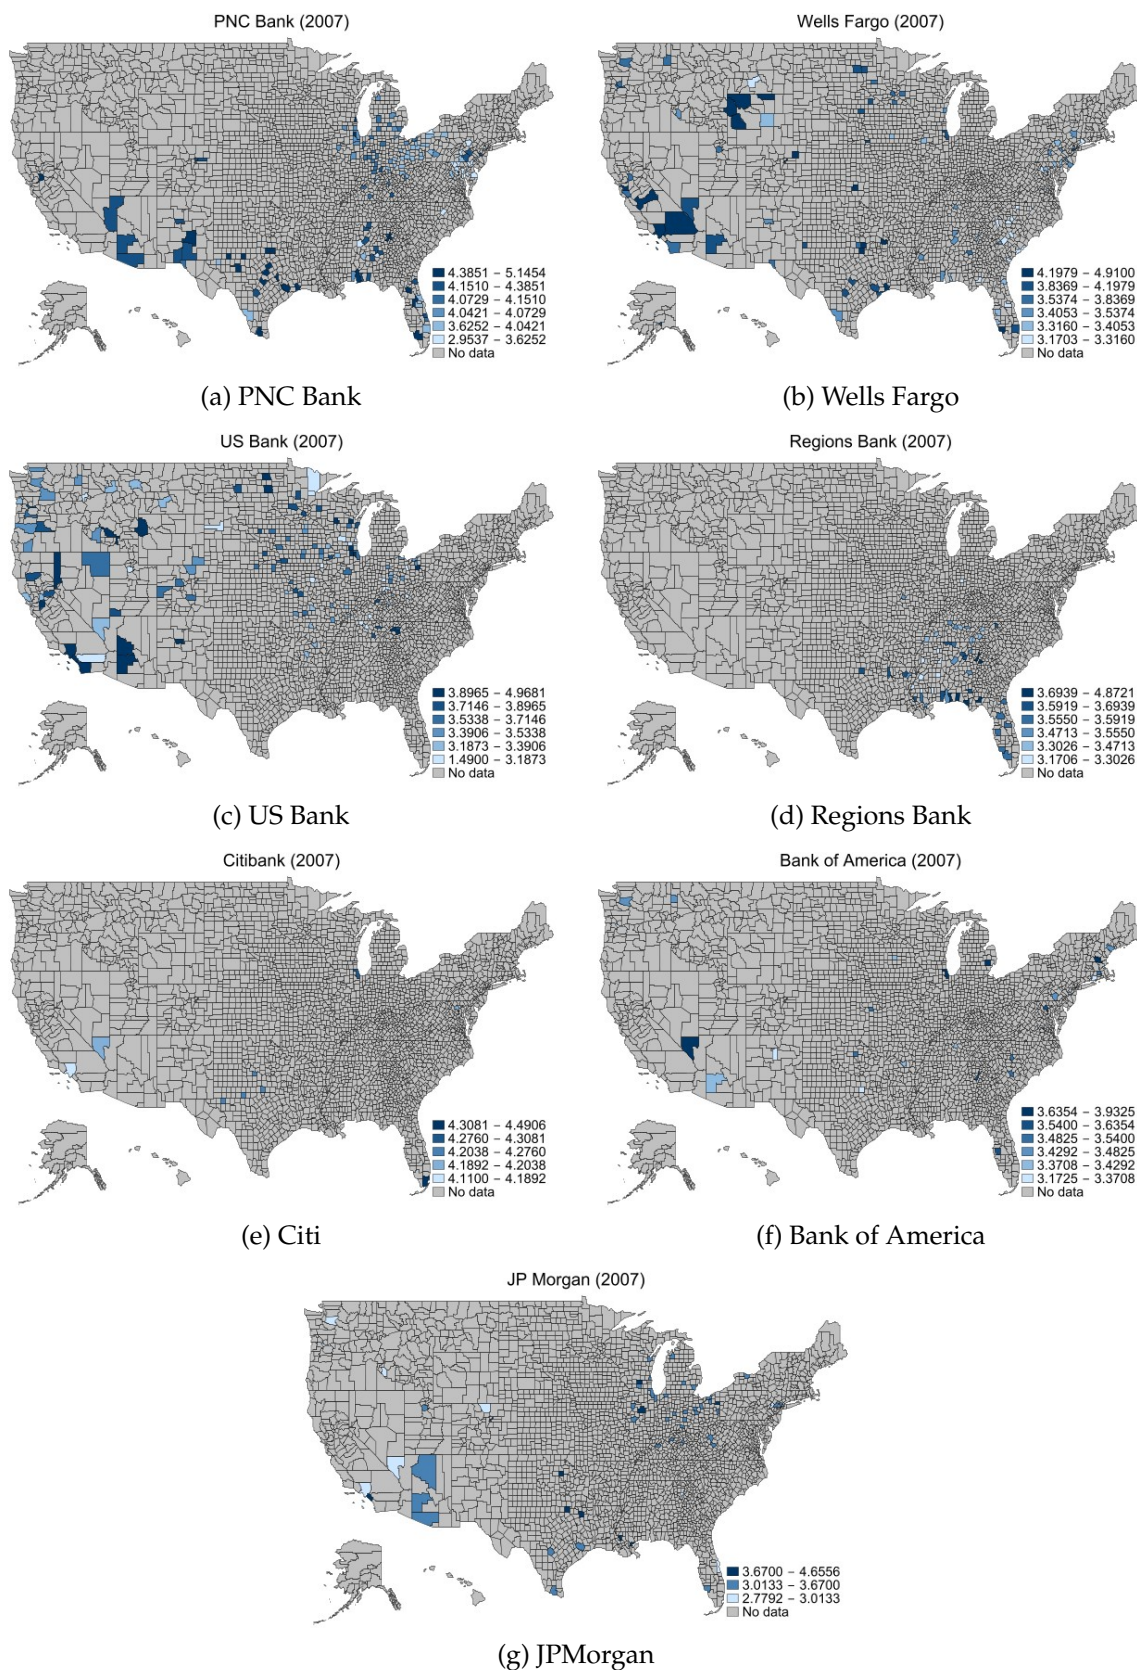 PNC Bank (2007)
4.3851 – 5.1454
4.1510 – 4.3851
4.0729 – 4.1510
4.0421 – 4.0729
3.6252 – 4.0421
2.9537 – 3.6252
No data
(a) PNC Bank
Wells Fargo (2007)
4.1979 – 4.9100
3.8369 – 4.1979
3.5374 – 3.8369
3.4053 – 3.5374
3.3160 – 3.4053
3.1703 – 3.3160
No data
(b) Wells Fargo
US Bank (2007)
3.8965 – 4.9681
3.7146 – 3.8965
3.5338 – 3.7146
3.3906 – 3.5338
3.1873 – 3.3906
1.4900 – 3.1873
No data
(c) US Bank
Regions Bank (2007)
3.6939 – 4.8721
3.5919 – 3.6939
3.5550 – 3.5919
3.4713 – 3.5550
3.3026 – 3.4713
3.1706 – 3.3026
No data
(d) Regions Bank
Citibank (2007)
4.3081 – 4.4906
4.2760 – 4.3081
4.2038 – 4.2760
4.1892 – 4.2038
4.1100 – 4.1892
No data
(e) Citi
Bank of America (2007)
3.6354 – 3.9325
3.5400 – 3.6354
3.4825 – 3.5400
3.4292 – 3.4825
3.3708 – 3.4292
3.1725 – 3.3708
No data
(f) Bank of America
JP Morgan (2007)
3.6700 – 4.6556
3.0133 – 3.6700
2.7792 – 3.0133
No data
(g) JPMorgan